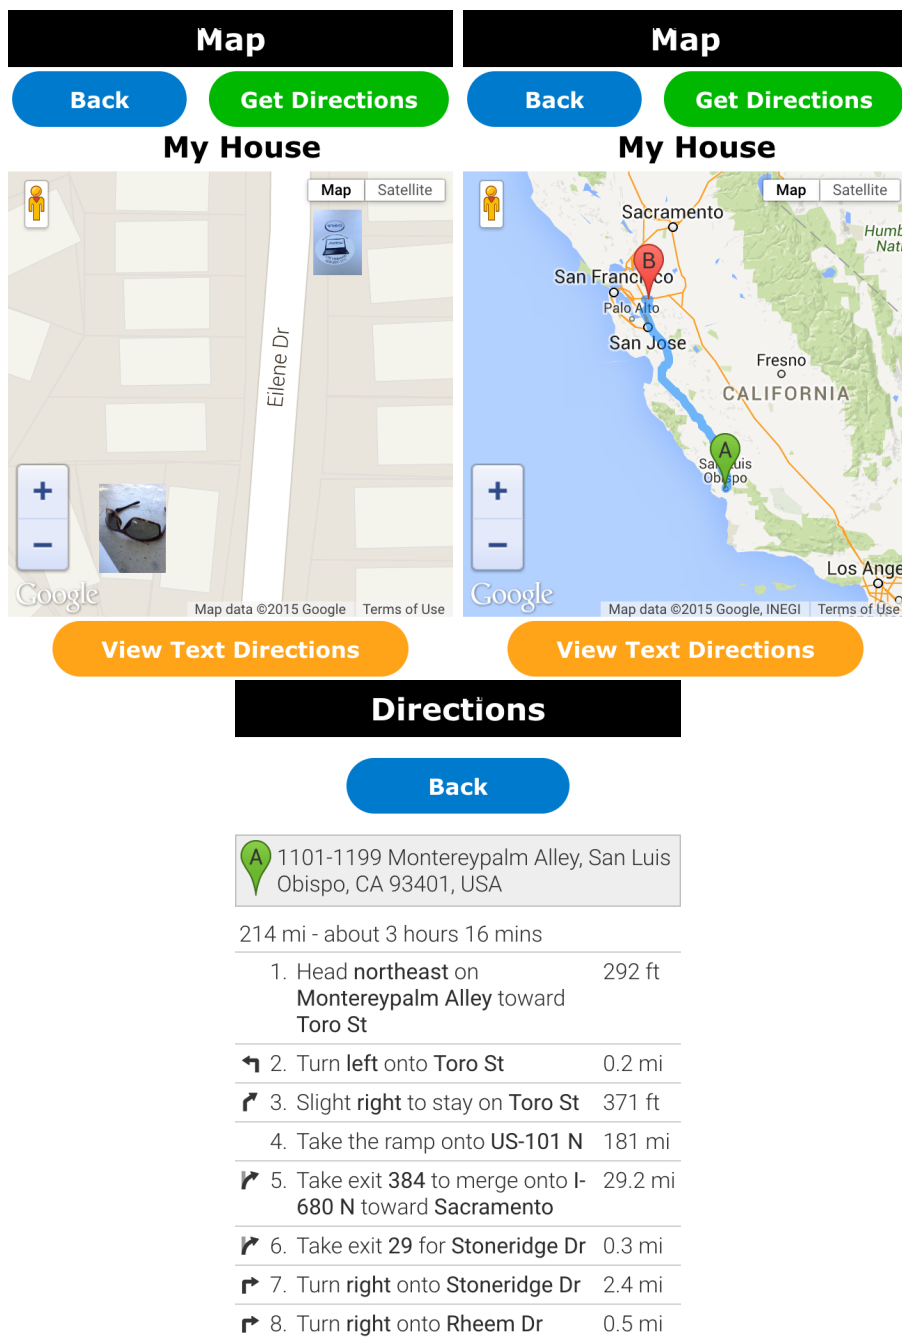 Map
Back
Get Directions
My House
Map
Satellite
Eilene Dr
+
−
Google
Map data ©2015 Google
Terms of Use
View Text Directions
Map
Back
Get Directions
My House
Map
Satellite
Sacramento
Humb
Nati
B
San Francisco
Palo Alto
San Jose
Fresno
CALIFORNIA
A
San Luis
Obispo
+
−
Los Ange
Google
Map data ©2015 Google, INEGI
Terms of Use
View Text Directions
Directions
Back
A 1101-1199 Montereypalm Alley, San Luis
Obispo, CA 93401, USA
214 mi - about 3 hours 16 mins
1. Head northeast on 292 ft
Montereypalm Alley toward
Toro St
2. Turn left onto Toro St 0.2 mi
3. Slight right to stay on Toro St 371 ft
4. Take the ramp onto US-101 N 181 mi
5. Take exit 384 to merge onto I- 29.2 mi
680 N toward Sacramento
6. Take exit 29 for Stoneridge Dr 0.3 mi
7. Turn right onto Stoneridge Dr 2.4 mi
8. Turn right onto Rheem Dr 0.5 mi